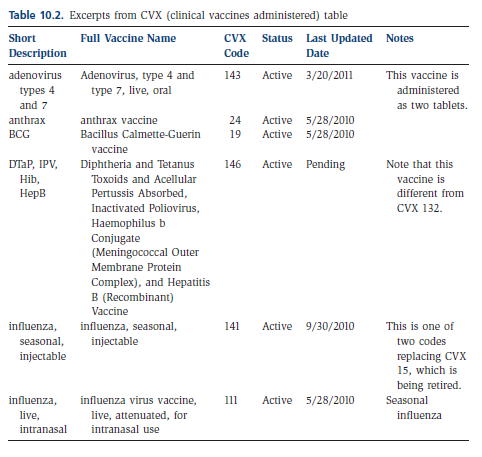 Table 10.2. Excerpts from CVX (clinical vaccines administered) table
Short Full Vaccine Name CVX Status Last Updated Notes
Description Code Date
adenovirus Adenovirus, type 4 and 143 Active 3/20/2011 This vaccine is
types 4 type 7, live, oral administered
and 7 as two tablets.
anthrax anthrax vaccine 24 Active 5/28/2010
BCG Bacillus Calmette-Guerin 19 Active 5/28/2010
vaccine
DTaP, IPV, Diphtheria and Tetanus 146 Active Pending Note that this
Hib, Toxoids and Acellular vaccine is
HepB Pertussis Absorbed, different from
Inactivated Poliovirus, CVX 132.
Haemophilus b
Conjugate
(Meningococcal Outer
Membrane Protein
Complex), and Hepatitis
B (Recombinant)
Vaccine
influenza, influenza, seasonal, 141 Active 9/30/2010 This is one of
seasonal, injectable two codes
injectable replacing CVX
15, which is
being retired.
influenza, influenza virus vaccine, 111 Active 5/28/2010 Seasonal
live, live, attenuated, for influenza
intranasal intranasal use